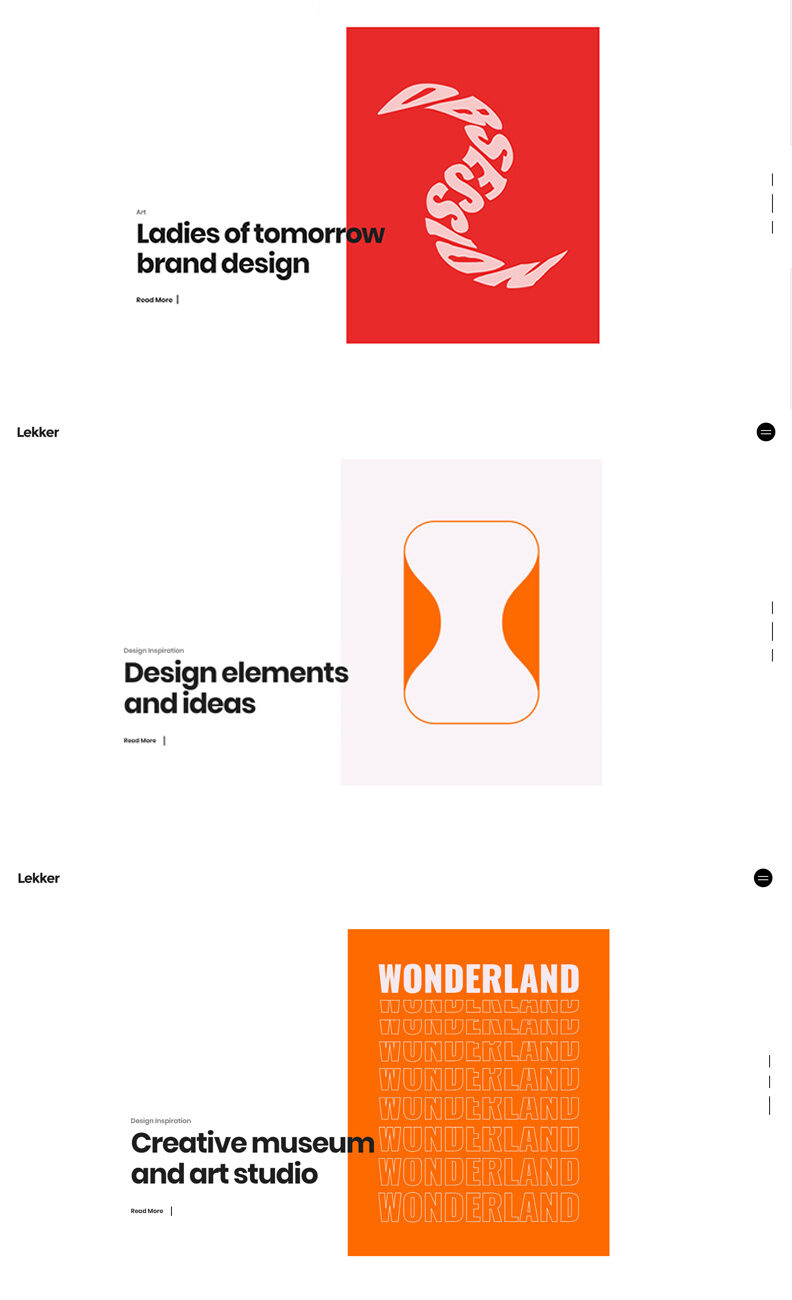 OBSESSION
Art
Ladies of tomorrow
brand design
Read More
Lekker
Design Inspiration
Design elements
and ideas
Read More
Lekker
WONDERLAND
WONDERLAND
WONDERLAND
WONDERLAND
WONDERLAND
WONDERLAND
WONDERLAND
WONDERLAND
WONDERLAND
Design Inspiration
Creative museum
and art studio
Read More